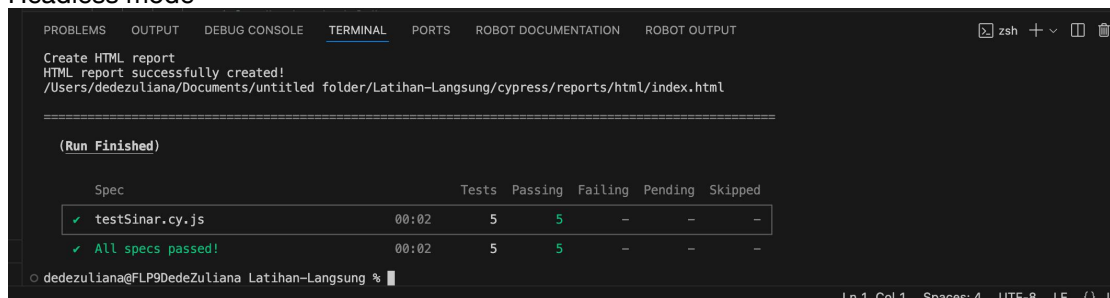 Headless mode
PROBLEMS OUTPUT DEBUG CONSOLE TERMINAL PORTS ROBOT DOCUMENTATION ROBOT OUTPUT zsh
Create HTML report
HTML report successfully created!
/Users/dedezuliana/Documents/untitled folder/Latihan-Langsung/cypress/reports/html/index.html
====================================================================================================
(Run Finished)
Spec Tests Passing Failing Pending Skipped
✔ testSinar.cy.js 00:02 5 5 - - -
✔ All specs passed! 00:02 5 5 - - -
dedezuliana@FLP9DedeZuliana Latihan-Langsung %
Ln 1, Col 1 Spaces: 4 UTF-8 LF {}